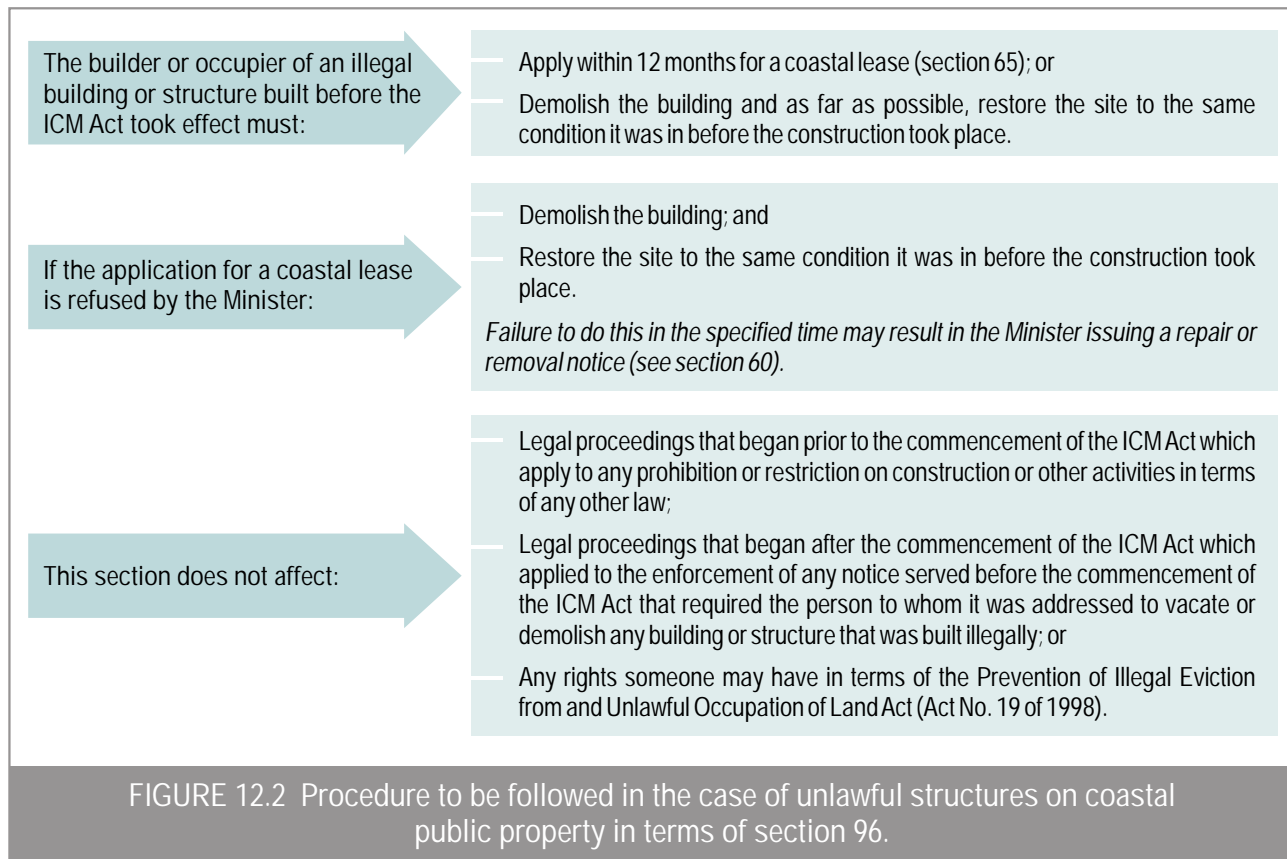 The builder or occupier of an illegal
building or structure built before the
ICM Act took effect must:
Apply within 12 months for a coastal lease (section 65); or
Demolish the building and as far as possible, restore the site to the same
condition it was in before the construction took place.
If the application for a coastal lease
is refused by the Minister:
Demolish the building; and
Restore the site to the same condition it was in before the construction took
place.
Failure to do this in the specified time may result in the Minister issuing a repair or
removal notice (see section 60).
This section does not affect:
Legal proceedings that began prior to the commencement of the ICM Act which
apply to any prohibition or restriction on construction or other activities in terms
of any other law;
Legal proceedings that began after the commencement of the ICM Act which
applied to the enforcement of any notice served before the commencement of
the ICM Act that required the person to whom it was addressed to vacate or
demolish any building or structure that was built illegally; or
Any rights someone may have in terms of the Prevention of Illegal Eviction
from and Unlawful Occupation of Land Act (Act No. 19 of 1998).
FIGURE 12.2 Procedure to be followed in the case of unlawful structures on coastal
public property in terms of section 96.